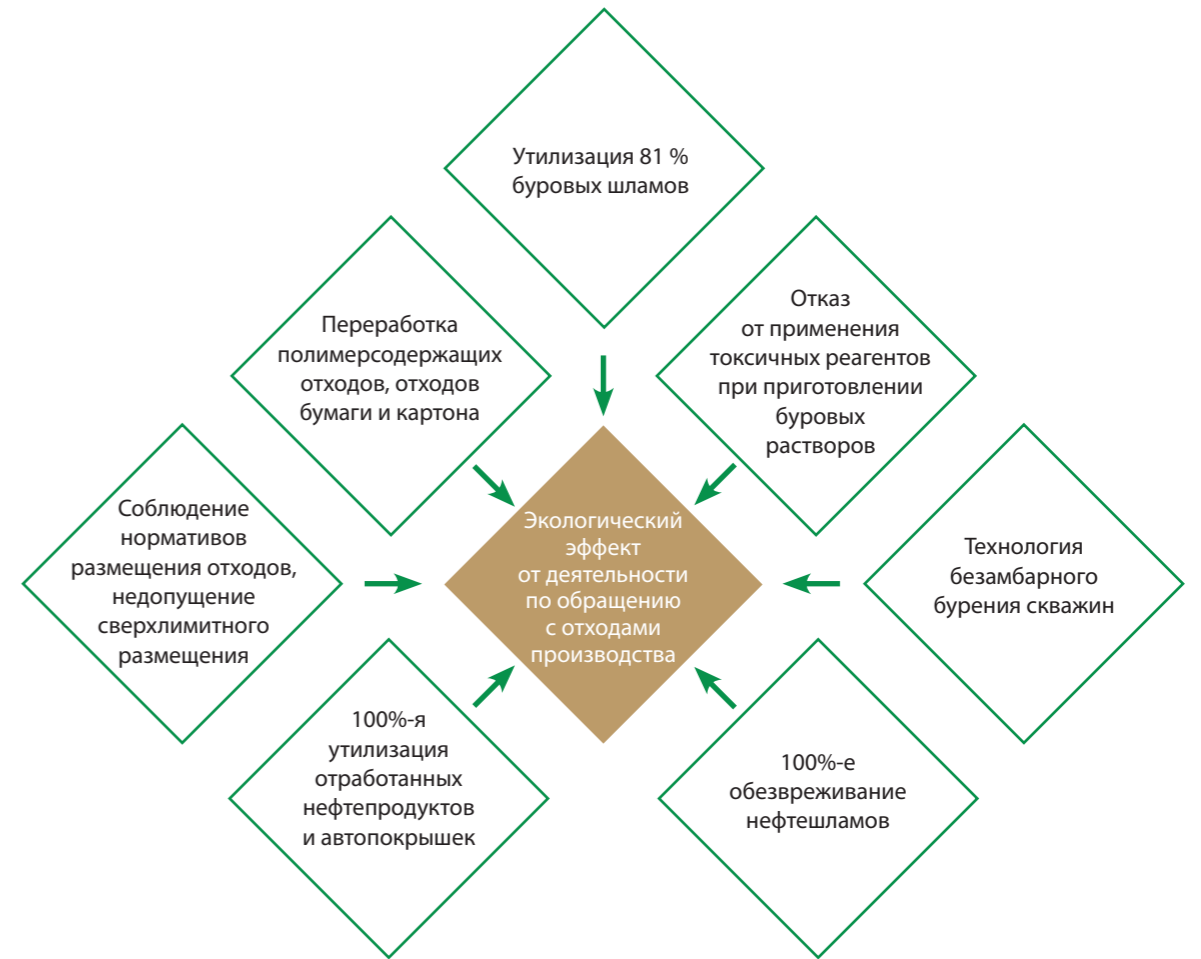 Утилизация 81 %
буровых шламов
Переработка
полимерсодержащих
отходов, отходов
бумаги и картона
Отказ
от применения
токсичных реагентов
при приготовлении
буровых
растворов
Соблюдение
нормативов
размещения отходов,
недопущение
сверхлимитного
размещения
Экологический
эффект
от деятельности
по обращению
с отходами
производства
Технология
безамбарного
бурения скважин
100%-я
утилизация
отработанных
нефтепродуктов
и автопокрышек
100%-е
обезвреживание
нефтешламов